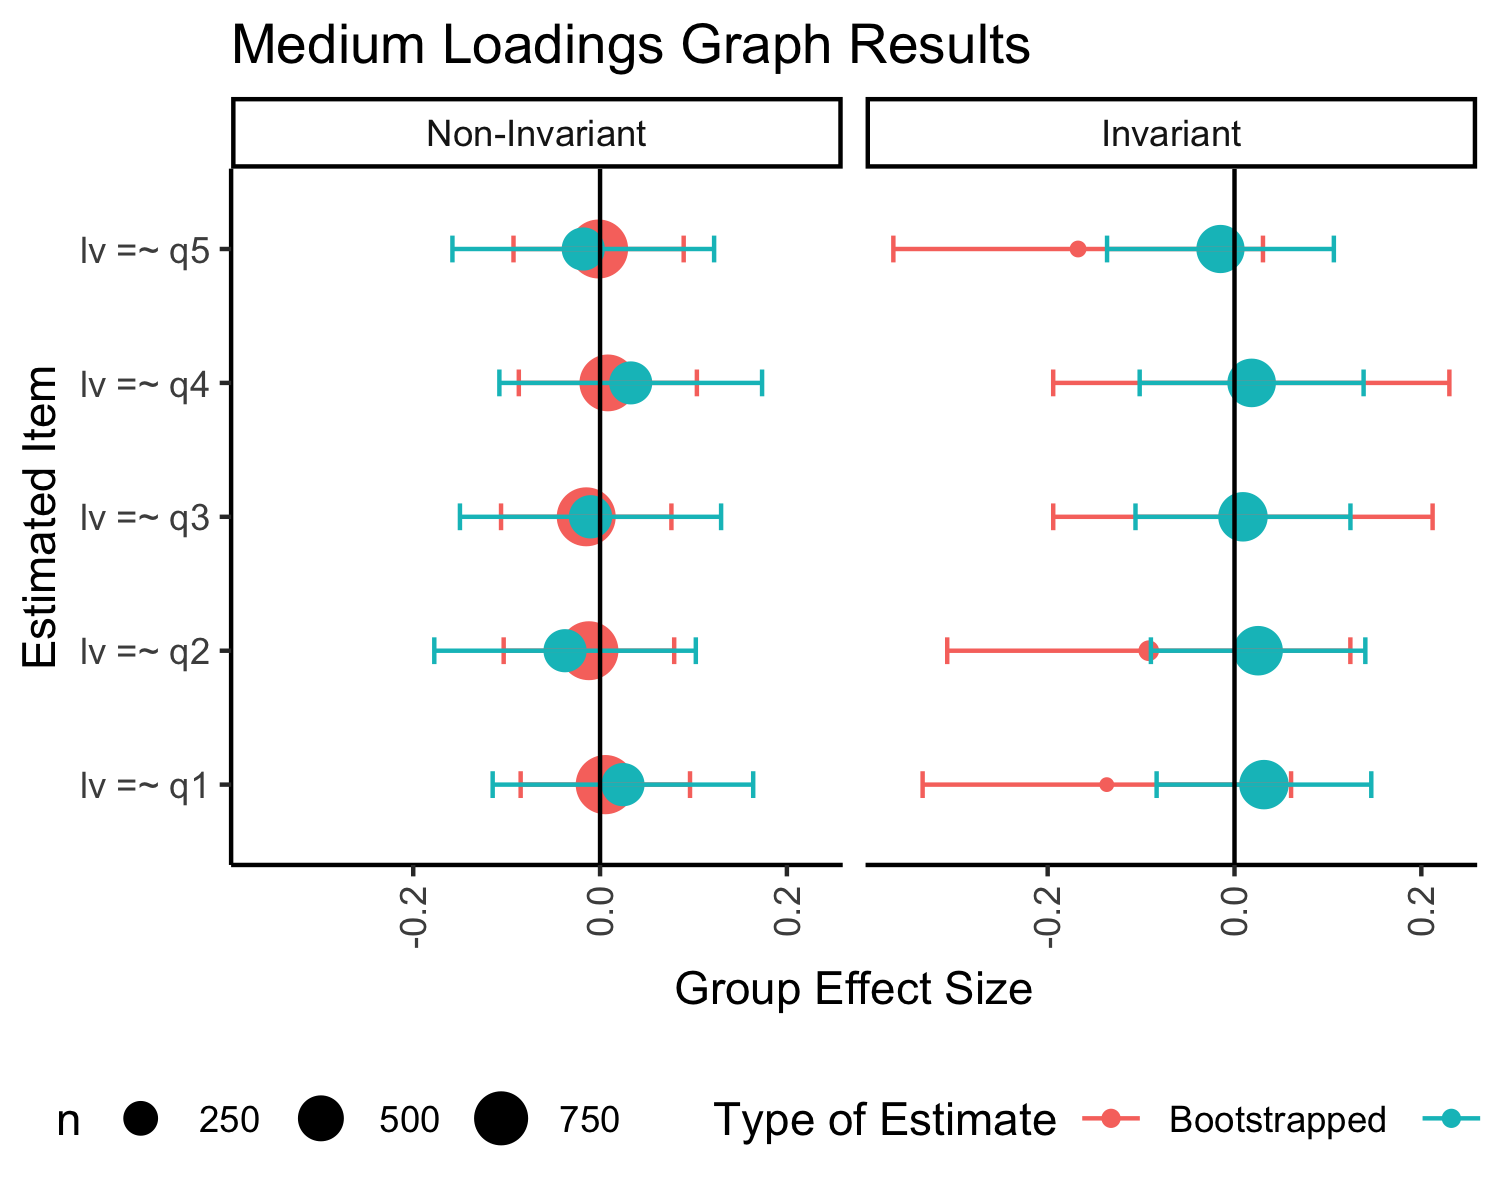 Medium Loadings Graph Results
Non-Invariant Invariant
Estimated Item
lv =~ q5
lv =~ q4
lv =~ q3
lv =~ q2
lv =~ q1
-0.2 0.0 0.2 -0.2 0.0 0.2
Group Effect Size
n 250 500 750 Type of Estimate Bootstrapped